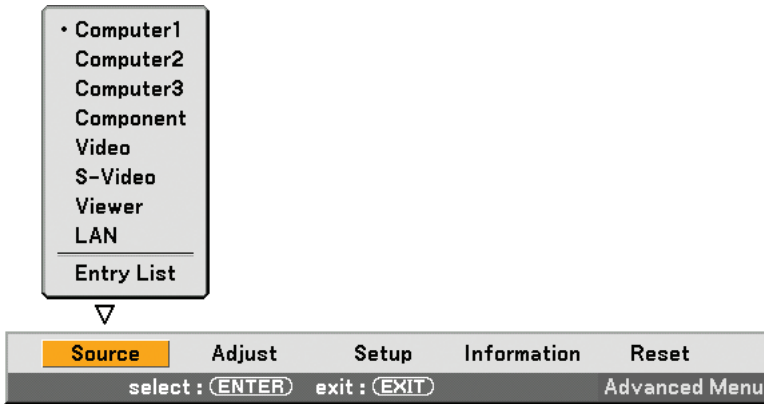 • Computer1
Computer2
Computer3
Component
Video
S-Video
Viewer
LAN
Entry List
Source Adjust Setup Information Reset
select : ENTER exit : EXIT Advanced Menu